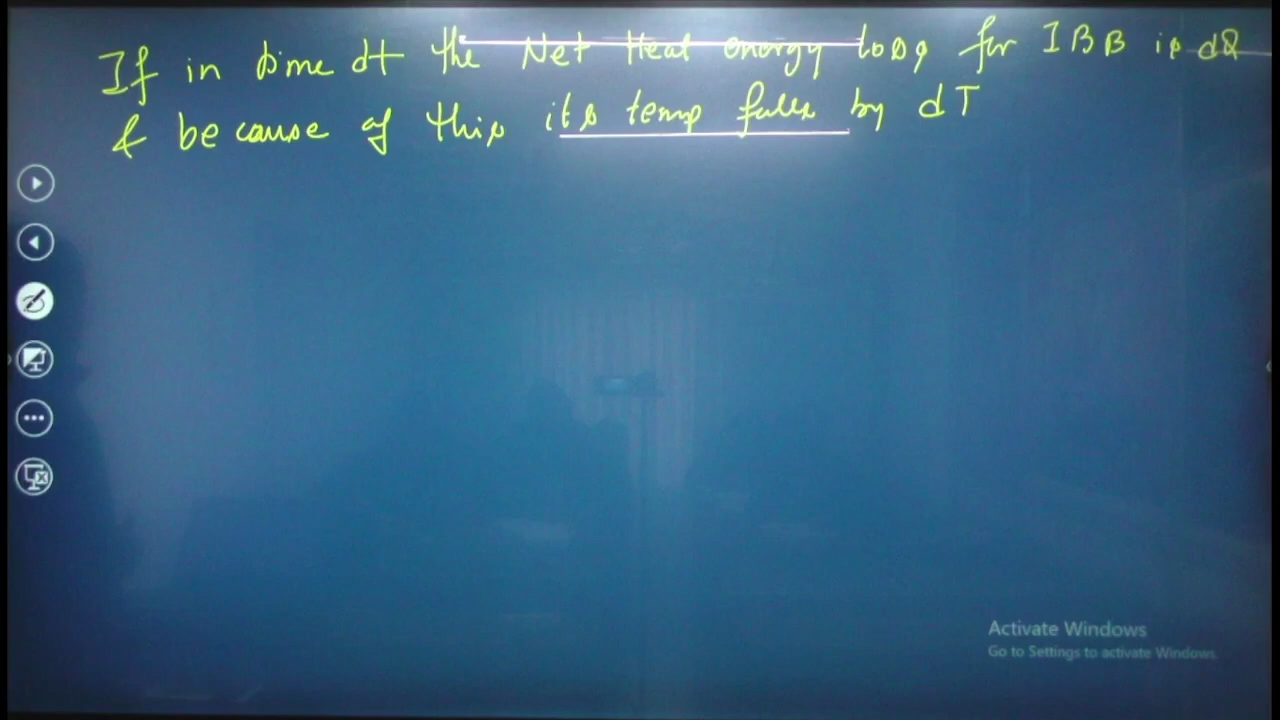 If in time dt the Net Heat energy loss for IBB is dQ
& because of this its temp falls by dT
Activate Windows
Go to Settings to activate Windows.